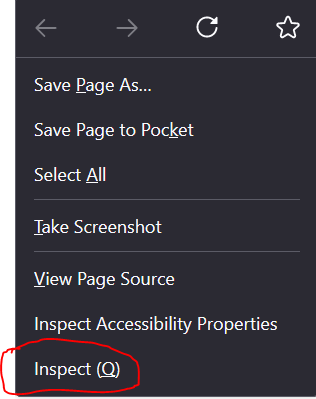 Save Page As...
Save Page to Pocket
Select All
Take Screenshot
View Page Source
Inspect Accessibility Properties
Inspect (Q)